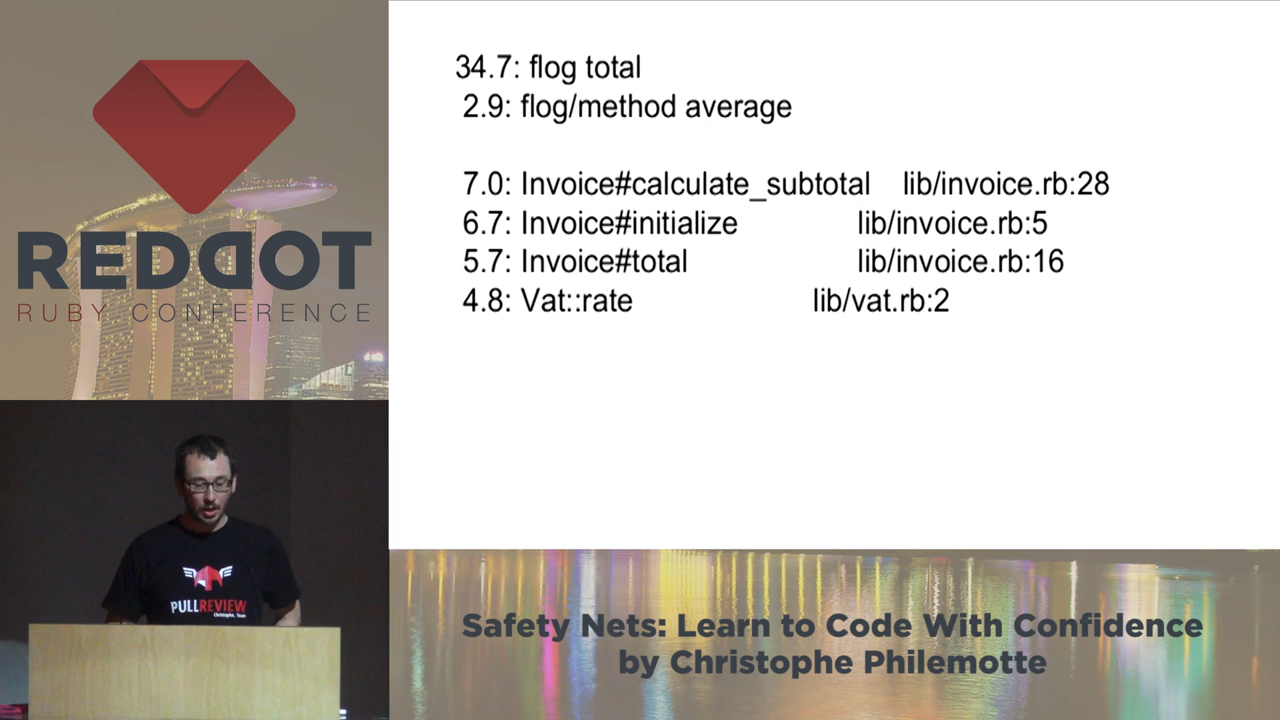 REDDOT
RUBY CONFERENCE
34.7: flog total
2.9: flog/method average
7.0: Invoice#calculate_subtotal lib/invoice.rb:28
6.7: Invoice#initialize lib/invoice.rb:5
5.7: Invoice#total lib/invoice.rb:16
4.8: Vat::rate lib/vat.rb:2
PULLREVIEW
Christophe, Team
Safety Nets: Learn to Code With Confidence
by Christophe Philemotte